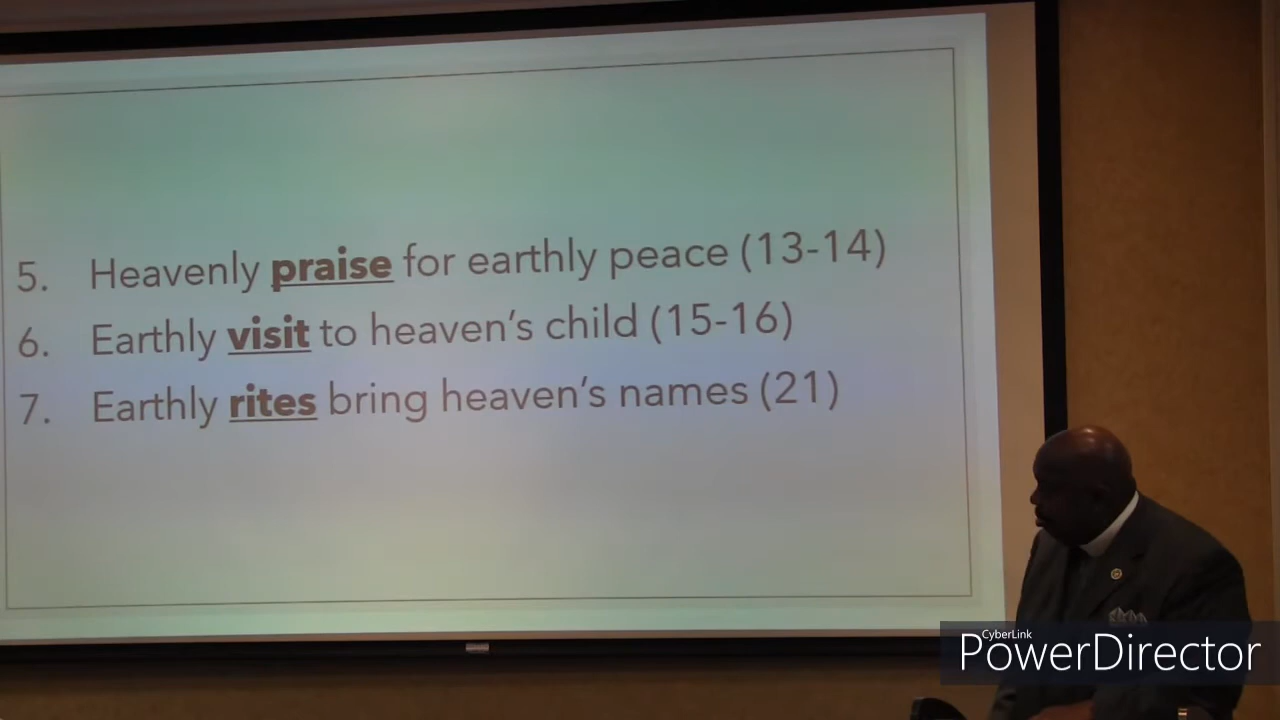 5. Heavenly praise for earthly peace (13-14)
6. Earthly visit to heaven's child (15-16)
7. Earthly rites bring heaven's names (21)
CyberLink
PowerDirector